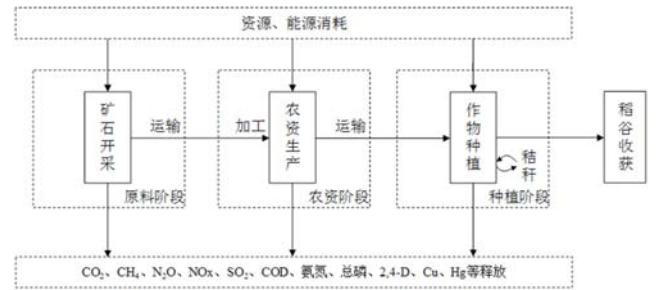 资源、能源消耗
矿石开采
运输
加工
农资生产
运输
作物种植
秸秆
稻谷收获
原料阶段
农资阶段
种植阶段
CO₂、CH₄、N₂O、NOx、SO₂、COD、氨氮、总磷、2,4-D、Cu、Hg等释放